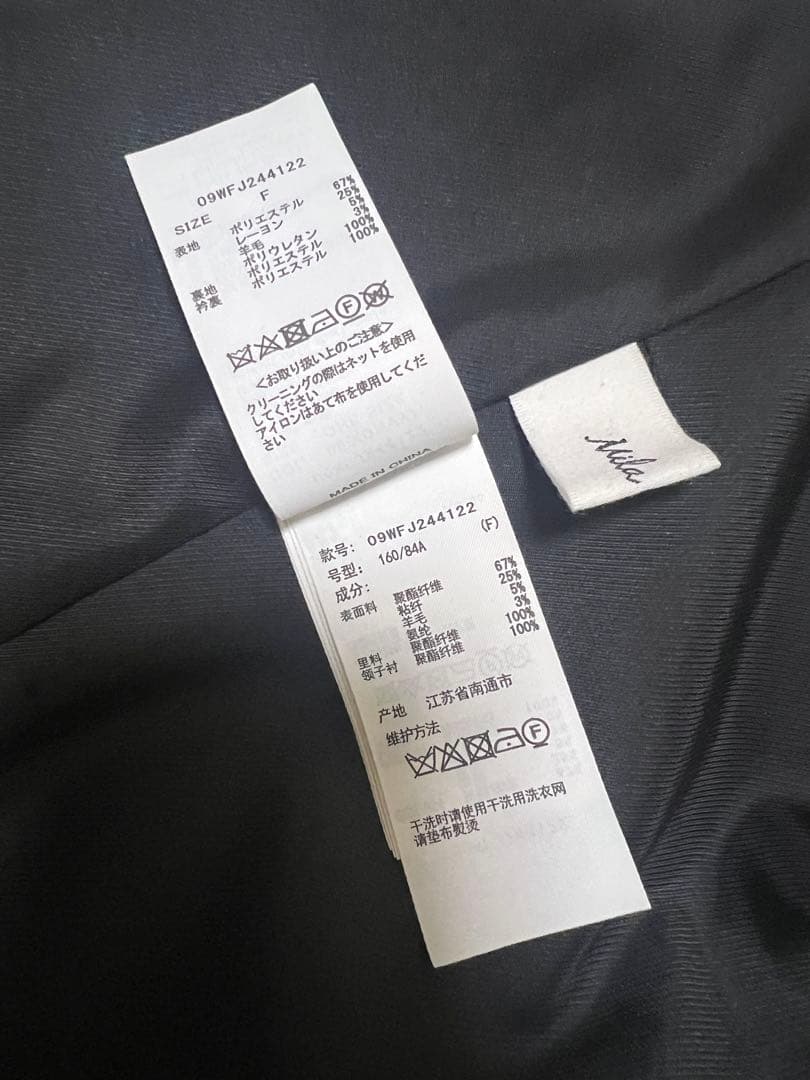 09WFJ244122
SIZE F
表地 ポリエステル 67%
レーヨン 25%
羊毛 5%
ポリウレタン 3%
裏地 ポリエステル 100%
衿裏 ポリエステル 100%
F W
<お取り扱い上のご注意>
クリーニングの際はネットを使用
してください
アイロンはあて布を使用してくだ
さい
MADE IN CHINA
Mila
款号: 09WFJ244122
号型: 160/84A (F)
成分:
表面料 聚酯纤维 67%
粘纤 25%
羊毛 5%
氨纶 3%
里料 聚酯纤维 100%
领子衬 聚酯纤维 100%
产地 江苏省南通市
维护方法
F
干洗时请使用干洗用洗衣网
请垫布熨烫